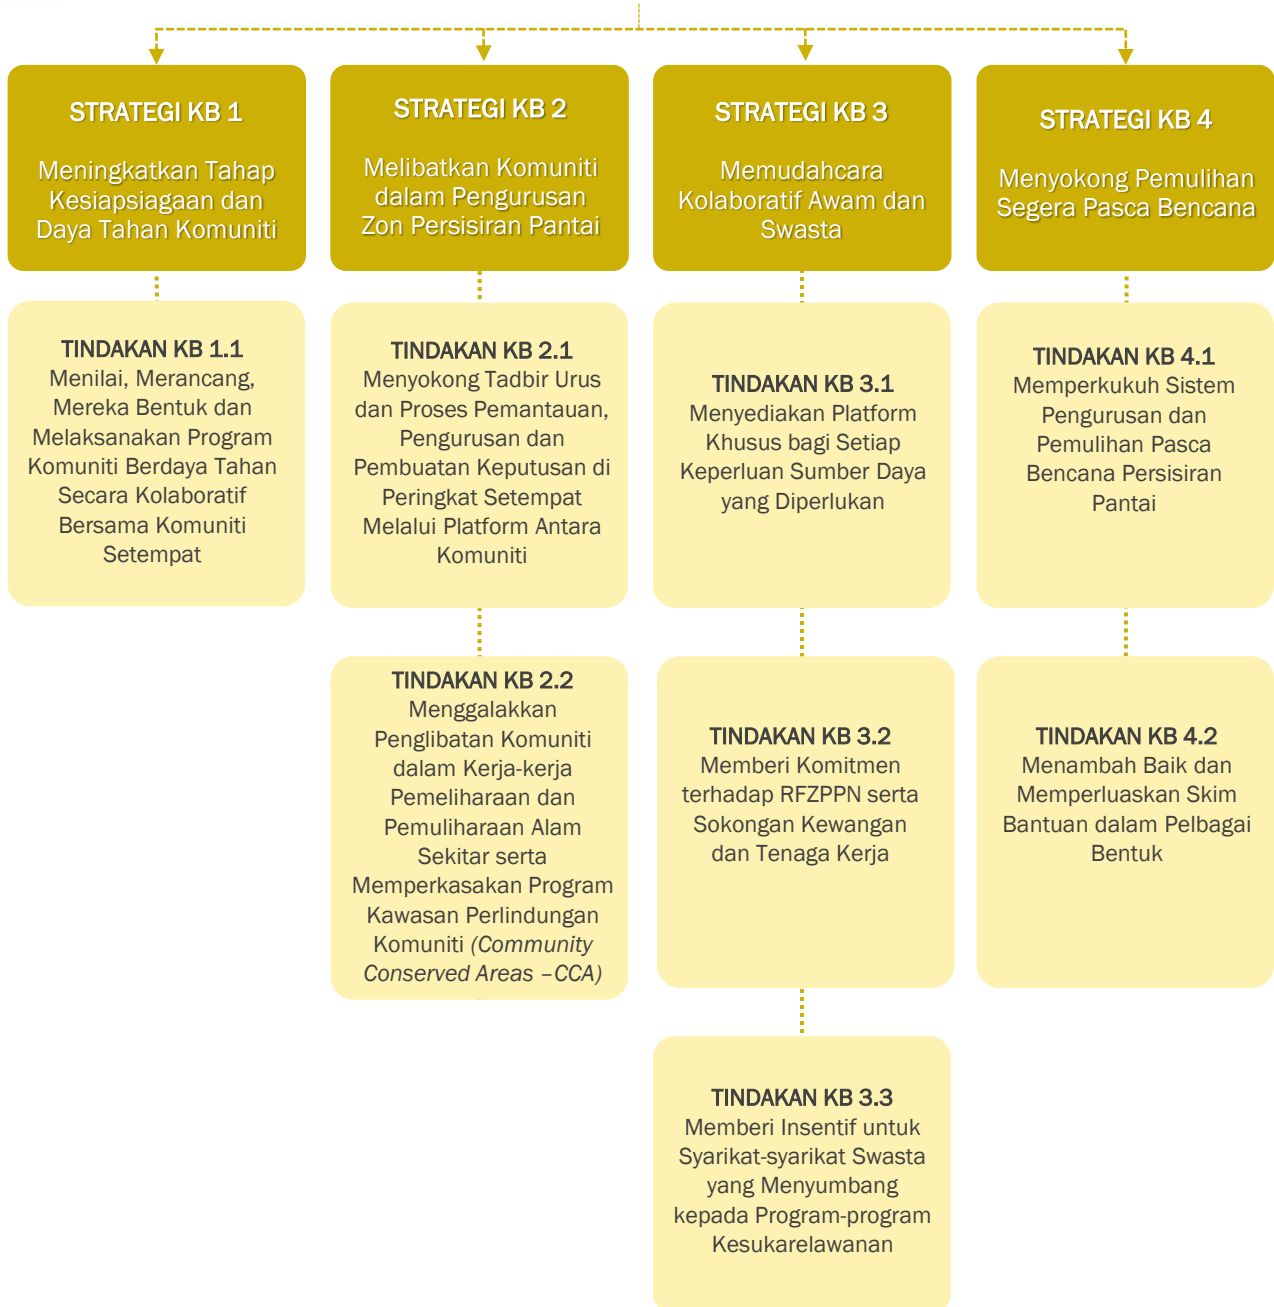 STRATEGI KB 1
Meningkatkan Tahap
Kesiapsiagaan dan
Daya Tahan Komuniti
STRATEGI KB 2
Melibatkan Komuniti
dalam Pengurusan
Zon Persisiran Pantai
STRATEGI KB 3
Memudahcara
Kolaboratif Awam dan
Swasta
STRATEGI KB 4
Menyokong Pemulihan
Segera Pasca Bencana
TINDAKAN KB 1.1
Menilai, Merancang,
Mereka Bentuk dan
Melaksanakan Program
Komuniti Berdaya Tahan
Secara Kolaboratif
Bersama Komuniti
Setempat
TINDAKAN KB 2.1
Menyokong Tadbir Urus
dan Proses Pemantauan,
Pengurusan dan
Pembuatan Keputusan di
Peringkat Setempat
Melalui Platform Antara
Komuniti
TINDAKAN KB 3.1
Menyediakan Platform
Khusus bagi Setiap
Keperluan Sumber Daya
yang Diperlukan
TINDAKAN KB 4.1
Memperkukuh Sistem
Pengurusan dan
Pemulihan Pasca
Bencana Persisiran
Pantai
TINDAKAN KB 2.2
Menggalakkan
Penglibatan Komuniti
dalam Kerja-kerja
Pemeliharaan dan
Pemuliharaan Alam
Sekitar serta
Memperkasakan Program
Kawasan Perlindungan
Komuniti (Community
Conserved Areas –CCA)
TINDAKAN KB 3.2
Memberi Komitmen
terhadap RFZPPN serta
Sokongan Kewangan
dan Tenaga Kerja
TINDAKAN KB 4.2
Menambah Baik dan
Memperluaskan Skim
Bantuan dalam Pelbagai
Bentuk
TINDAKAN KB 3.3
Memberi Insentif untuk
Syarikat-syarikat Swasta
yang Menyumbang
kepada Program-program
Kesukarelawanan